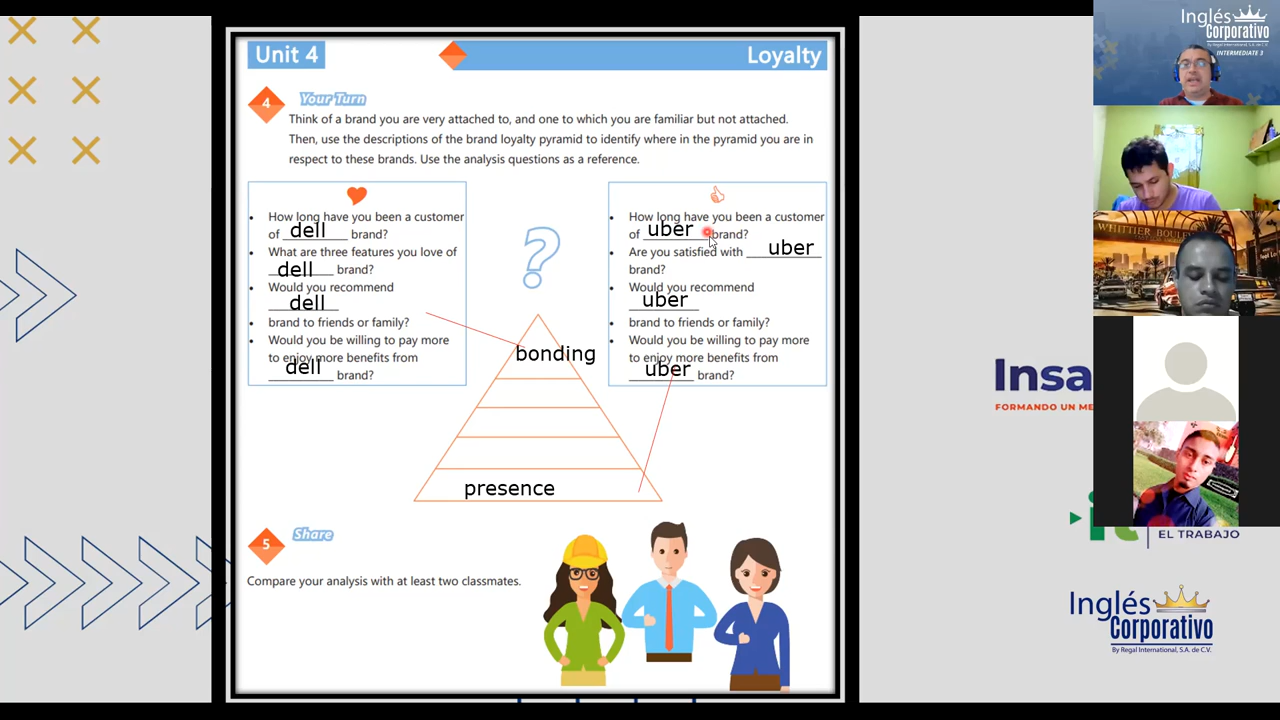 Unit 4
Loyalty
4
Your Turn
Think of a brand you are very attached to, and one to which you are familiar but not attached.
Then, use the descriptions of the brand loyalty pyramid to identify where in the pyramid you are in
respect to these brands. Use the analysis questions as a reference.
• How long have you been a customer
of dell brand?
• What are three features you love of
dell brand?
• Would you recommend
dell
• brand to friends or family?
• Would you be willing to pay more
to enjoy more benefits from
dell brand?
?
• How long have you been a customer
of uber brand?
• Are you satisfied with uber
brand?
• Would you recommend
uber
• brand to friends or family?
• Would you be willing to pay more
to enjoy more benefits from
uber brand?
bonding
presence
5
Share
Compare your analysis with at least two classmates.
Inglés
Corporativo
By Regal International, S.A. de C.V.
INTERMEDIATE 3
WHITTIER BOULE
Insa
FORMANDO UN ME
EL TRABAJO
Inglés
Corporativo
By Regal International, S.A. de C.V.